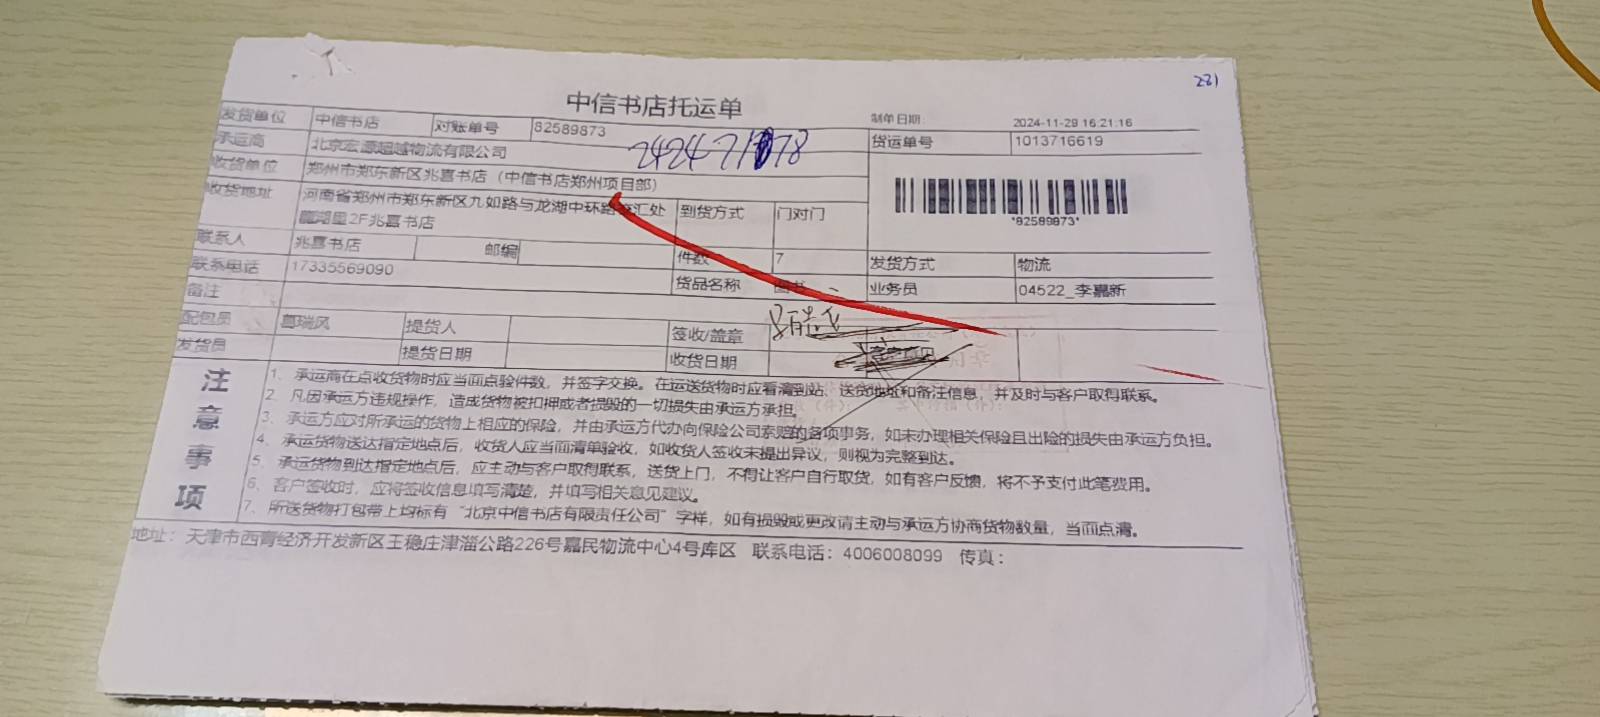 221
中信书店托运单
制单日期 2024-11-29 16:21:16
发货单位 中信书店 对账单号 82589873 货运单号 1013716619
承运商 北京宏源超越物流有限公司
收货单位 郑州市郑东新区兆喜书店（中信书店郑州项目部）
收货地址 河南省郑州市郑东新区九如路与龙湖中环路交汇处 到货方式 门对门
2F兆喜书店
*82589873*
联系人 兆喜书店 邮编 件数 7 发货方式 物流
联系电话 17335569090 货品名称 图书 业务员 04522_李嘉新
备注
配包员 葛瑞风 提货人 签收/盖章
发货员 提货日期 收货日期
注意事项
1、承运商在点收货物时应当面点验件数，并签字交换。在运送货物时应看清到站、送货地址和备注信息，并及时与客户取得联系。
2、凡因承运方违规操作，造成货物被扣押或者损毁的一切损失由承运方承担。
3、承运方应对所承运的货物上相应的保险，并由承运方代办向保险公司索赔的各项事务，如未办理相关保险且出险的损失由承运方负担。
4、承运货物送达指定地点后，收货人应当面清单验收，如收货人签收未提出异议，则视为完整到达。
5、承运货物到达指定地点后，应主动与客户取得联系，送货上门，不得让客户自行取货，如有客户反馈，将不予支付此笔费用。
6、客户签收时，应将签收信息填写清楚，并填写相关意见建议。
7、所送货物打包带上均标有“北京中信书店有限责任公司”字样，如有损毁或更改请主动与承运方协商货物数量，当面点清。
地址：天津市西青经济开发新区王稳庄津淄公路226号嘉民物流中心4号库区 联系电话：4006008099 传真：